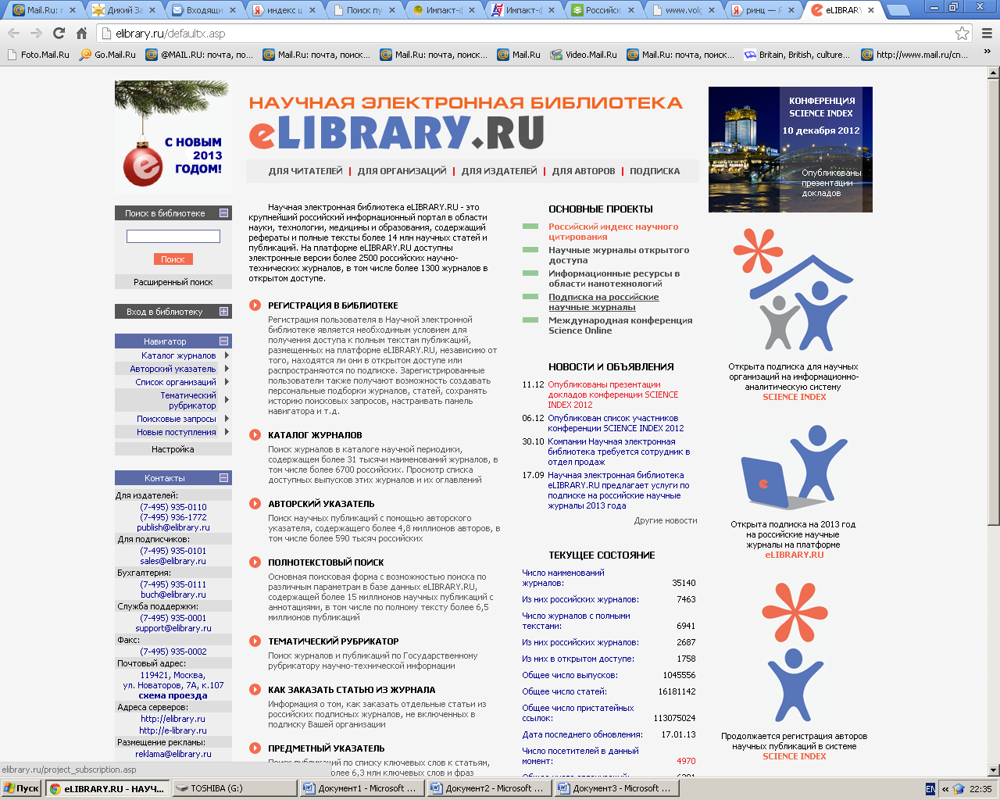 Mail.Ru: п
Дикий За
Входящи
индекс ц
Поиск пу
Импакт-ф
Импакт-ф
Российск
www.volg
ринц — Я
eLIBRARY
elibrary.ru/defaultx.asp
Foto.Mail.Ru
Go.Mail.Ru
@MAIL.RU: почта, по...
Mail.Ru: почта, поиск...
Mail.Ru: почта, поиск...
Mail.Ru
Video.Mail.Ru
Mail.Ru: почта, поиск...
Britain, British, culture...
http://www.mail.ru/cn...
»
С НОВЫМ
2013
ГОДОМ!
НАУЧНАЯ ЭЛЕКТРОННАЯ БИБЛИОТЕКА
eLIBRARY.RU
ДЛЯ ЧИТАТЕЛЕЙ | ДЛЯ ОРГАНИЗАЦИЙ | ДЛЯ ИЗДАТЕЛЕЙ | ДЛЯ АВТОРОВ | ПОДПИСКА
КОНФЕРЕНЦИЯ
SCIENCE INDEX
10 декабря 2012
Опубликованы
презентации
докладов
Поиск в библиотеке
Поиск
Расширенный поиск
Вход в библиотеку
Навигатор
Каталог журналов
Авторский указатель
Список организаций
Тематический
рубрикатор
Поисковые запросы
Новые поступления
Настройка
Контакты
Для издателей:
(7-495) 935-0110
(7-495) 936-1772
publish@elibrary.ru
Для подписчиков:
(7-495) 935-0101
sales@elibrary.ru
Бухгалтерия:
(7-495) 935-0111
buch@elibrary.ru
Служба поддержки:
(7-495) 935-0001
support@elibrary.ru
Факс:
(7-495) 935-0002
Почтовый адрес:
119421, Москва,
ул. Новаторов, 7А, к.107
схема проезда
Адреса серверов:
http://elibrary.ru
http://e-library.ru
Размещение рекламы:
reklama@elibrary.ru
Научная электронная библиотека eLIBRARY.RU - это
крупнейший российский информационный портал в области
науки, технологии, медицины и образования, содержащий
рефераты и полные тексты более 14 млн научных статей и
публикаций. На платформе eLIBRARY.RU доступны
электронные версии более 2500 российских научно-
технических журналов, в том числе более 1300 журналов в
открытом доступе.
РЕГИСТРАЦИЯ В БИБЛИОТЕКЕ
Регистрация пользователя в Научной электронной
библиотеке является необходимым условием для
получения доступа к полным текстам публикаций,
размещенных на платформе eLIBRARY.RU, независимо от
того, находятся ли они в открытом доступе или
распространяются по подписке. Зарегистрированные
пользователи также получают возможность создавать
персональные подборки журналов, статей, сохранять
историю поисковых запросов, настраивать панель
навигатора и т.д.
КАТАЛОГ ЖУРНАЛОВ
Поиск журналов в каталоге научной периодики,
содержащем более 31 тысячи наименований журналов, в
том числе более 6700 российских. Просмотр списка
доступных выпусков этих журналов и их оглавлений
АВТОРСКИЙ УКАЗАТЕЛЬ
Поиск научных публикаций с помощью авторского
указателя, содержащего более 4,8 миллионов авторов, в
том числе более 590 тысяч российских
ПОЛНОТЕКСТОВЫЙ ПОИСК
Основная поисковая форма с возможностью поиска по
различным параметрам в базе данных eLIBRARY.RU,
содержащей более 15 миллионов научных публикаций с
аннотациями, в том числе по полному тексту более 6,5
миллионов публикаций
ТЕМАТИЧЕСКИЙ РУБРИКАТОР
Поиск журналов и публикаций по Государственному
рубрикатору научно-технической информации
КАК ЗАКАЗАТЬ СТАТЬЮ ИЗ ЖУРНАЛА
Информация о том, как заказать отдельные статьи из
российских подписных журналов, не включенных в
подписку Вашей организации
ПРЕДМЕТНЫЙ УКАЗАТЕЛЬ
Поиск публикаций по списку ключевых слов к статьям,
более 6,3 млн ключевых слов и фраз
ОСНОВНЫЕ ПРОЕКТЫ
Российский индекс научного
цитирования
Научные журналы открытого
доступа
Информационные ресурсы в
области нанотехнологий
Подписка на российские
научные журналы
Международная конференция
Science Online
НОВОСТИ И ОБЪЯВЛЕНИЯ
11.12 Опубликованы презентации
докладов конференции SCIENCE
INDEX 2012
06.12 Опубликован список участников
конференции SCIENCE INDEX 2012
30.10 Компании Научная электронная
библиотека требуется сотрудник в
отдел продаж
17.09 Научная электронная библиотека
eLIBRARY.RU предлагает услуги по
подписке на российские научные
журналы 2013 года
Другие новости
ТЕКУЩЕЕ СОСТОЯНИЕ
Число наименований
журналов: 35140
Из них российских журналов: 7463
Число журналов с полными
текстами: 6941
Из них российских журналов: 2687
Из них в открытом доступе: 1758
Общее число выпусков: 1045556
Общее число статей: 16181142
Общее число пристатейных
ссылок: 113075024
Дата последнего обновления: 17.01.13
Число посетителей в данный
момент: 4970
Открыта подписка для научных
организаций на информационно-
аналитическую систему
SCIENCE INDEX
Открыта подписка на 2013 год
на российские научные
журналы на платформе
eLIBRARY.RU
Продолжается регистрация авторов
научных публикаций в системе
SCIENCE INDEX
elibrary.ru/project_subscription.asp
Пуск
eLIBRARY.RU - НАУЧ...
TOSHIBA (G:)
Документ1 - Microsoft ...
Документ2 - Microsoft ...
Документ3 - Microsoft ...
EN
«
22:35